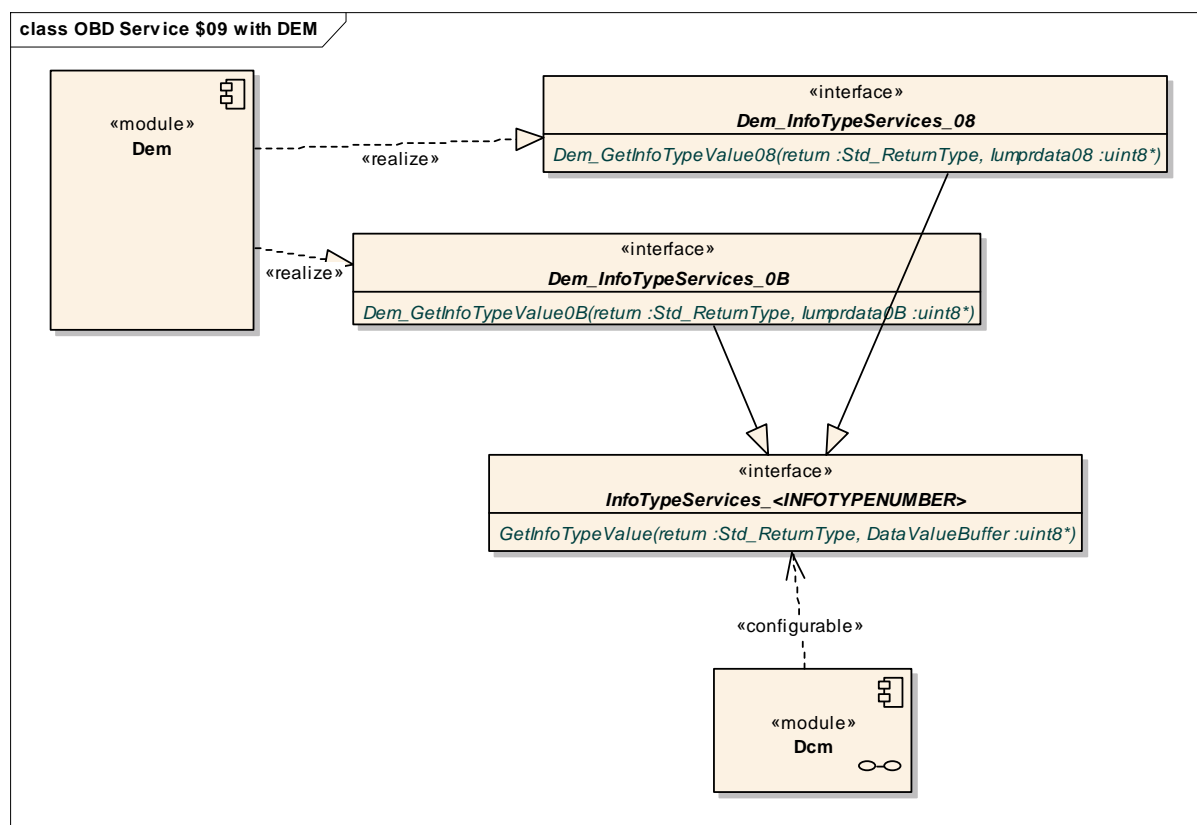 class OBD Service $09 with DEM
«module»
Dem
«interface»
Dem_InfoTypeServices_08
Dem_GetInfoTypeValue08(return :Std_ReturnType, Iumprdata08 :uint8*)
«realize»
«interface»
Dem_InfoTypeServices_0B
Dem_GetInfoTypeValue0B(return :Std_ReturnType, Iumprdata0B :uint8*)
«realize»
«interface»
InfoTypeServices_<INFOTYPENUMBER>
GetInfoTypeValue(return :Std_ReturnType, DataValueBuffer :uint8*)
«configurable»
«module»
Dcm